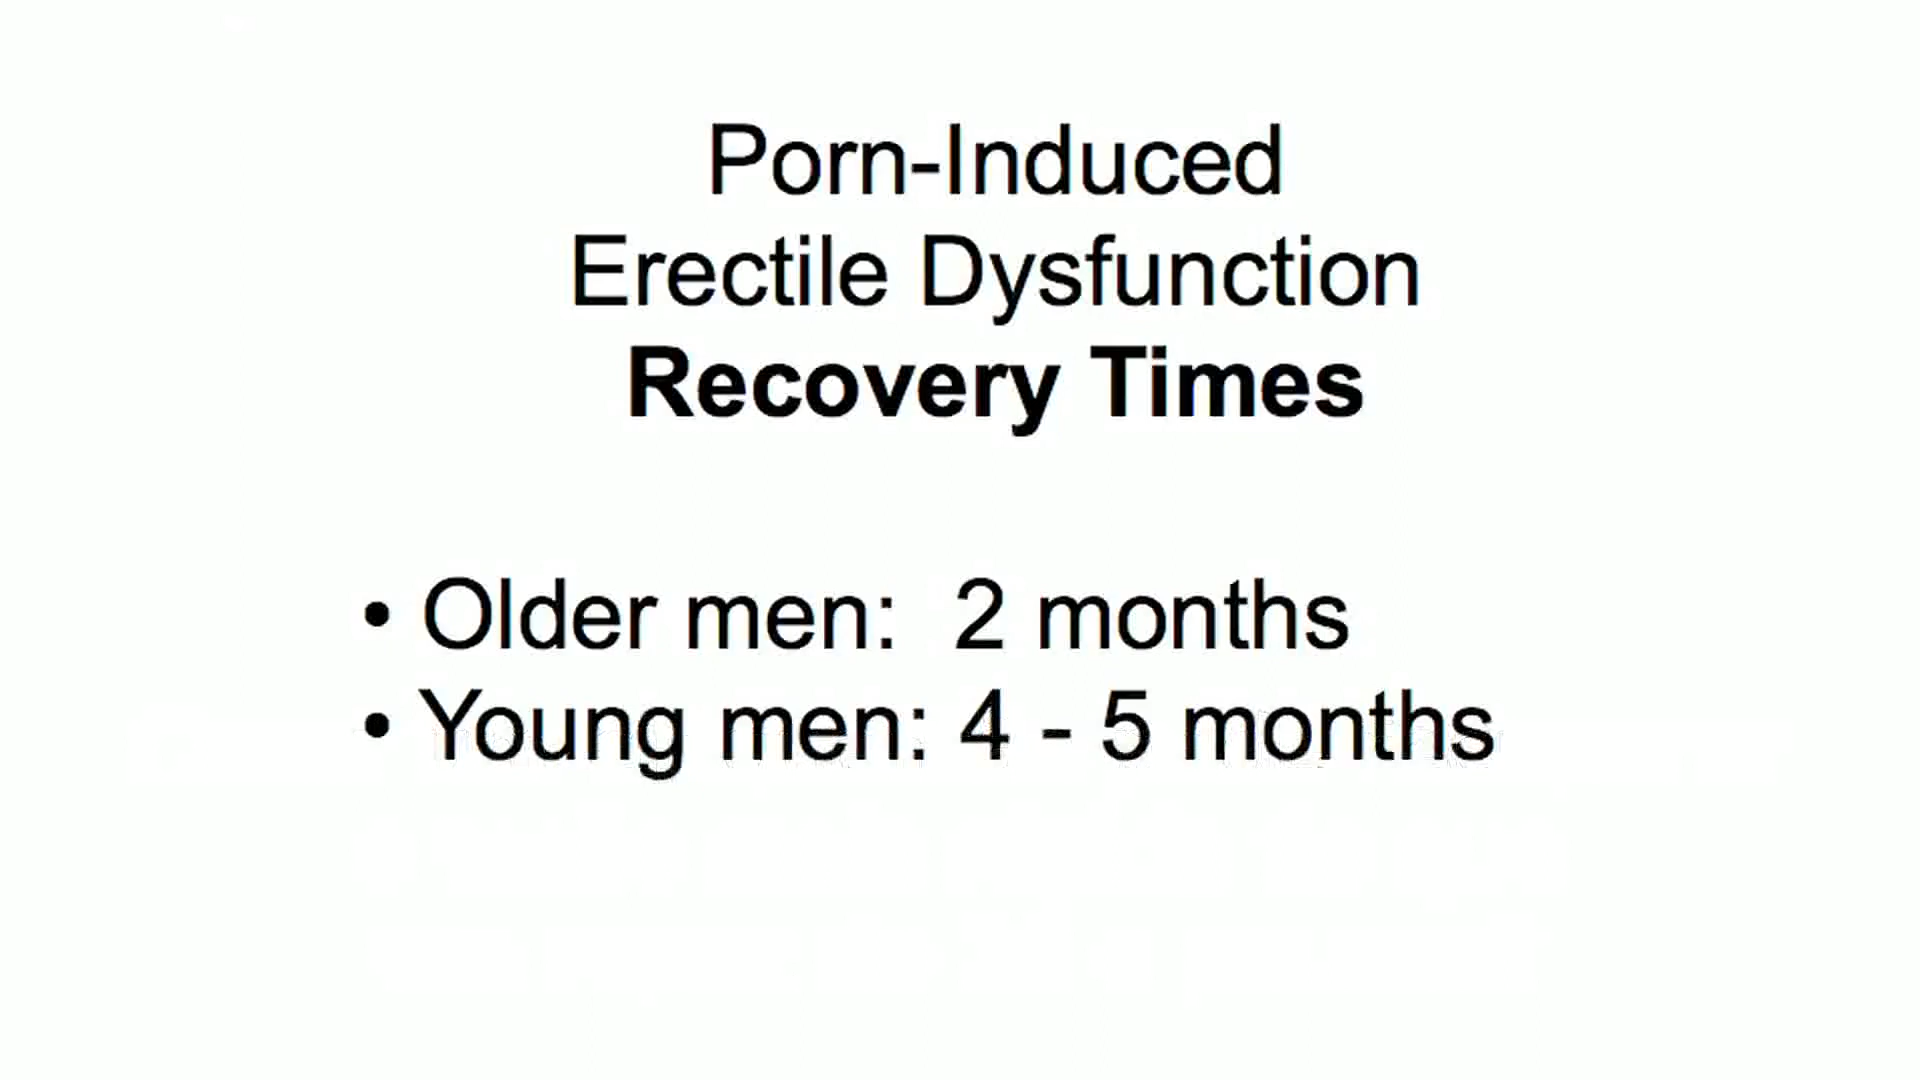 Porn-Induced
Erectile Dysfunction
Recovery Times
• Older men: 2 months
• Young men: 4 - 5 months